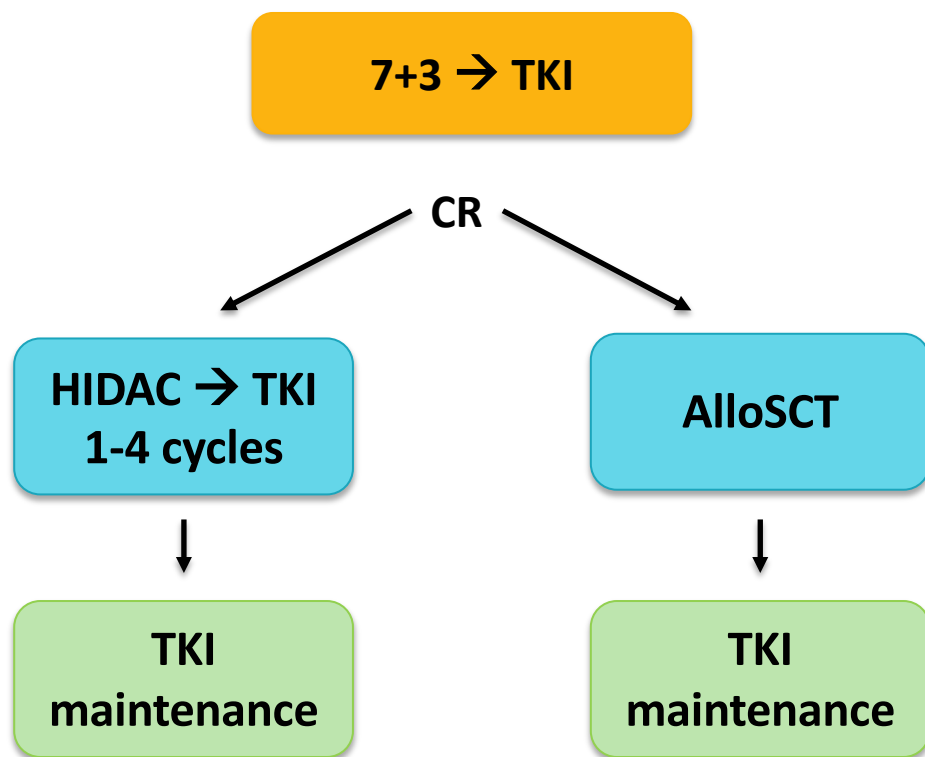 7+3 → TKI
CR
HIDAC → TKI
1-4 cycles
AlloSCT
TKI
maintenance
TKI
maintenance